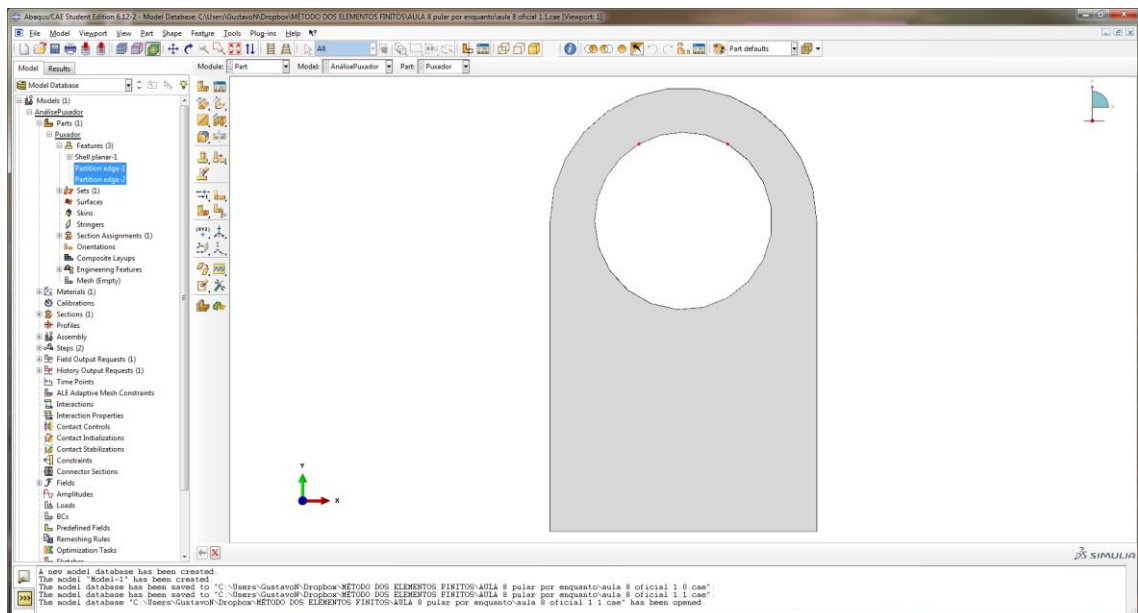 Abaqus/CAE Student Edition 6.12-2 - Model Database: C:\Users\GustavoN\Dropbox\MÉTODO DOS ELEMENTOS FINITOS\AULA 8 pular por enquanto\aula 8 oficial 1.1.cae [Viewport: 1]
File Model Viewport View Part Shape Feature Tools Plug-ins Help
All Part defaults
Model Results Module: Part Model: AnálisePuxador Part: Puxador
Model Database
Models (1)
AnálisePuxador
Parts (1)
Puxador
Features (3)
Shell planar-1
Partition edge-1
Partition edge-2
Sets (1)
Surfaces
Skins
Stringers
Section Assignments (1)
Orientations
Composite Layups
Engineering Features
Mesh (Empty)
Materials (1)
Calibrations
Sections (1)
Profiles
Assembly
Steps (2)
Field Output Requests (1)
History Output Requests (1)
Time Points
ALE Adaptive Mesh Constraints
Interactions
Interaction Properties
Contact Controls
Contact Initializations
Contact Stabilizations
Constraints
Connector Sections
Fields
Amplitudes
Loads
BCs
Predefined Fields
Remeshing Rules
Optimization Tasks
Sketches
(XYZ)
Y
X
SIMULIA
A new model database has been created.
The model "Model-1" has been created.
The model database has been saved to "C:\Users\GustavoN\Dropbox\MÉTODO DOS ELEMENTOS FINITOS\AULA 8 pular por enquanto\aula 8 oficial 1.0.cae".
The model database has been saved to "C:\Users\GustavoN\Dropbox\MÉTODO DOS ELEMENTOS FINITOS\AULA 8 pular por enquanto\aula 8 oficial 1.1.cae".
The model database "C:\Users\GustavoN\Dropbox\MÉTODO DOS ELEMENTOS FINITOS\AULA 8 pular por enquanto\aula 8 oficial 1.1.cae" has been opened.